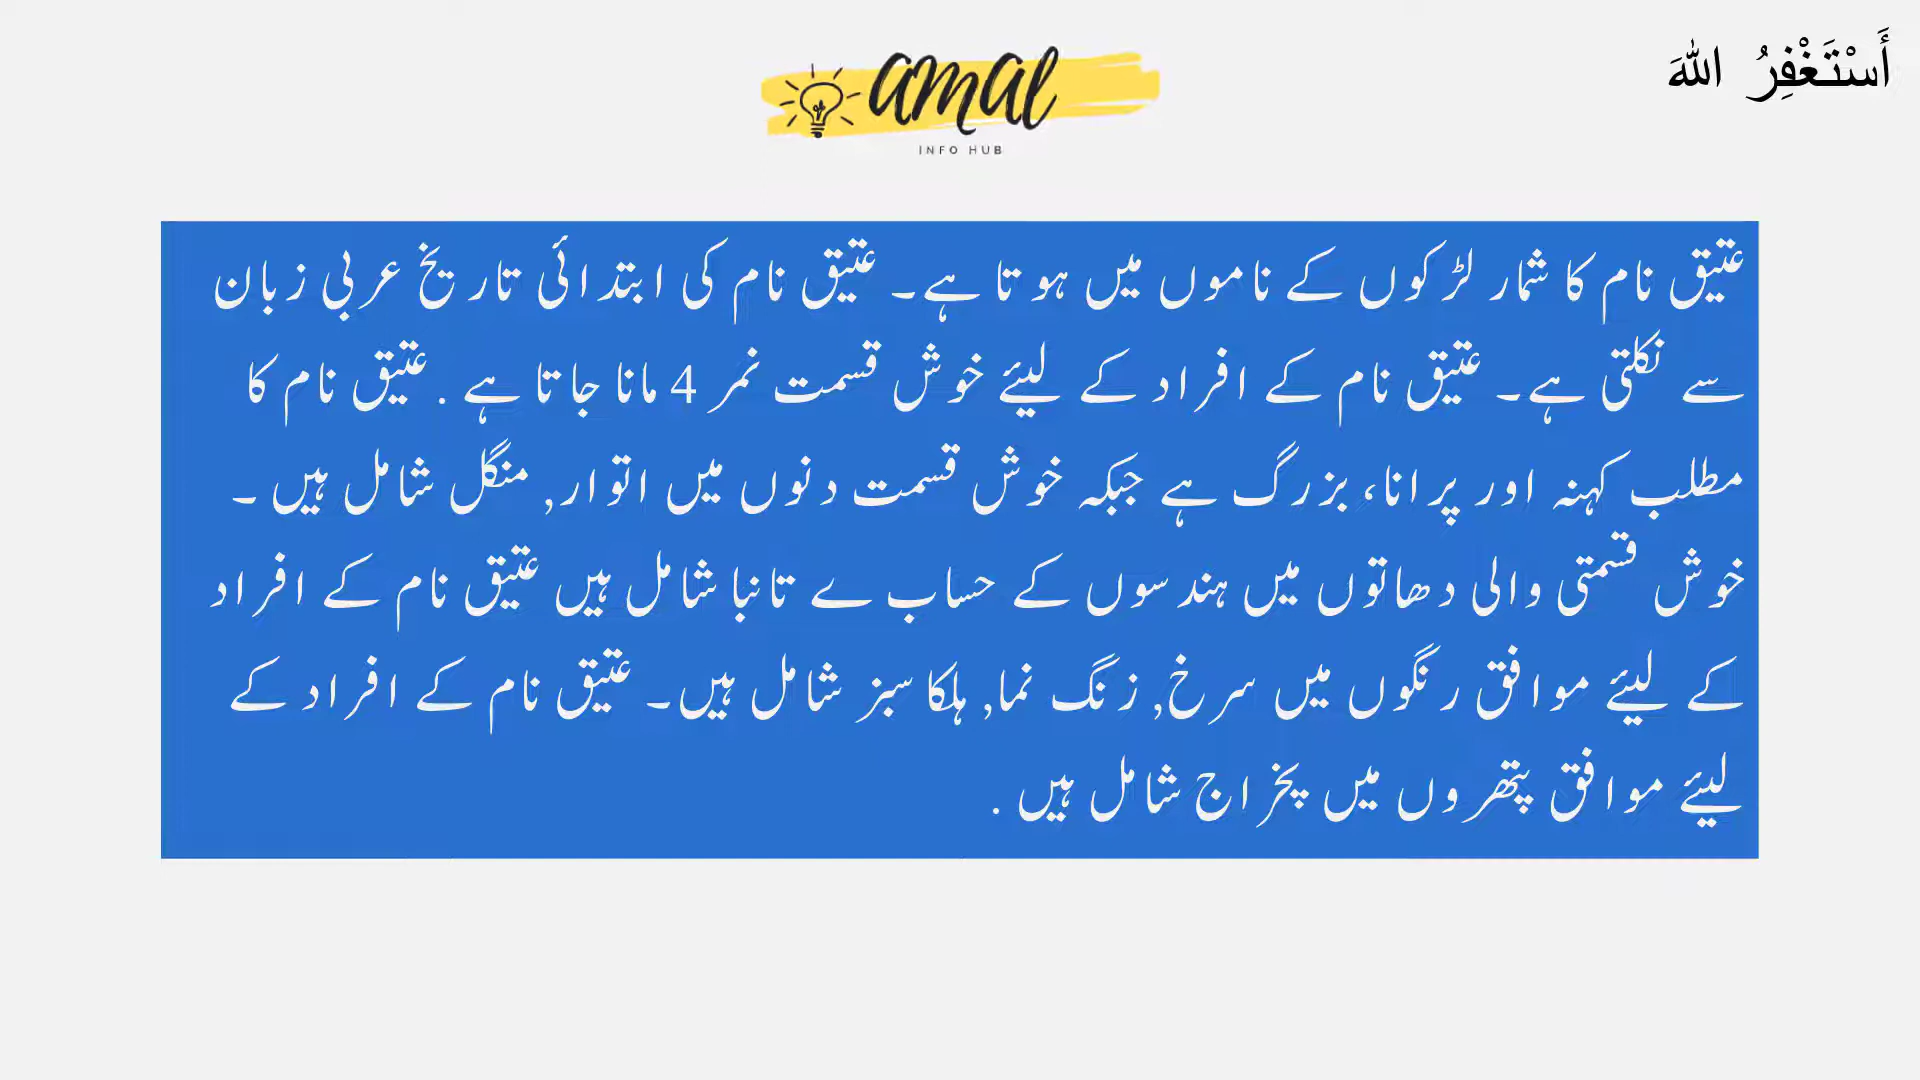 أَسْتَغْفِرُ اللهَ
amal
INFO HUB
عتیق نام کا شمار لڑکوں کے ناموں میں ہوتا ہے۔ عتیق نام کی ابتدائی تاریخ عربی زبان
سے نکلتی ہے۔ عتیق نام کے افراد کے لیئے خوش قسمت نمر 4 مانا جاتا ہے . عتیق نام کا
مطلب کہنہ اور پرانا، بزرگ ہے جبکہ خوش قسمت دنوں میں اتوار, منگل شامل ہیں ۔
خوش قسمتی والی دھاتوں میں ہندسوں کے حساب ے تانبا شامل ہیں عتیق نام کے افراد
کے لیئے موافق رنگوں میں سرخ, زنگ نما, ہلکا سبز شامل ہیں۔ عتیق نام کے افراد کے
لیئے موافق پتھروں میں پخراج شامل ہیں .